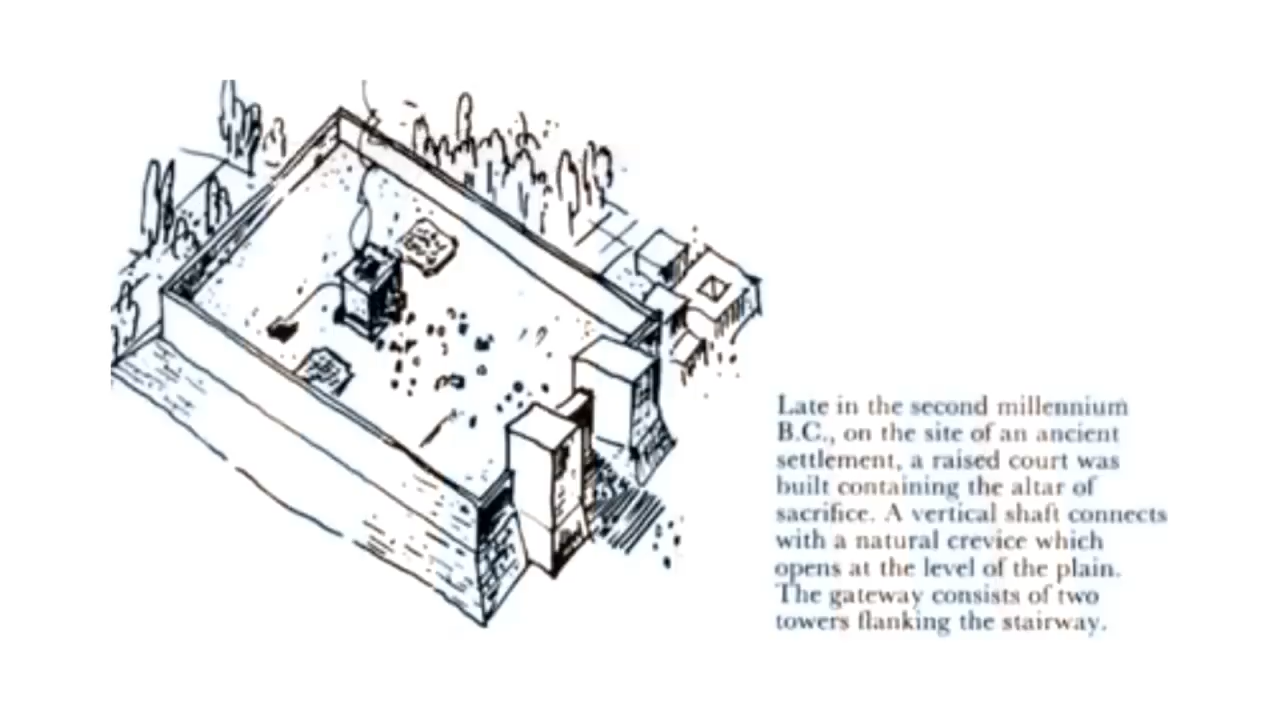 Late in the second millennium
B.C., on the site of an ancient
settlement, a raised court was
built containing the altar of
sacrifice. A vertical shaft connects
with a natural crevice which
opens at the level of the plain.
The gateway consists of two
towers flanking the stairway.